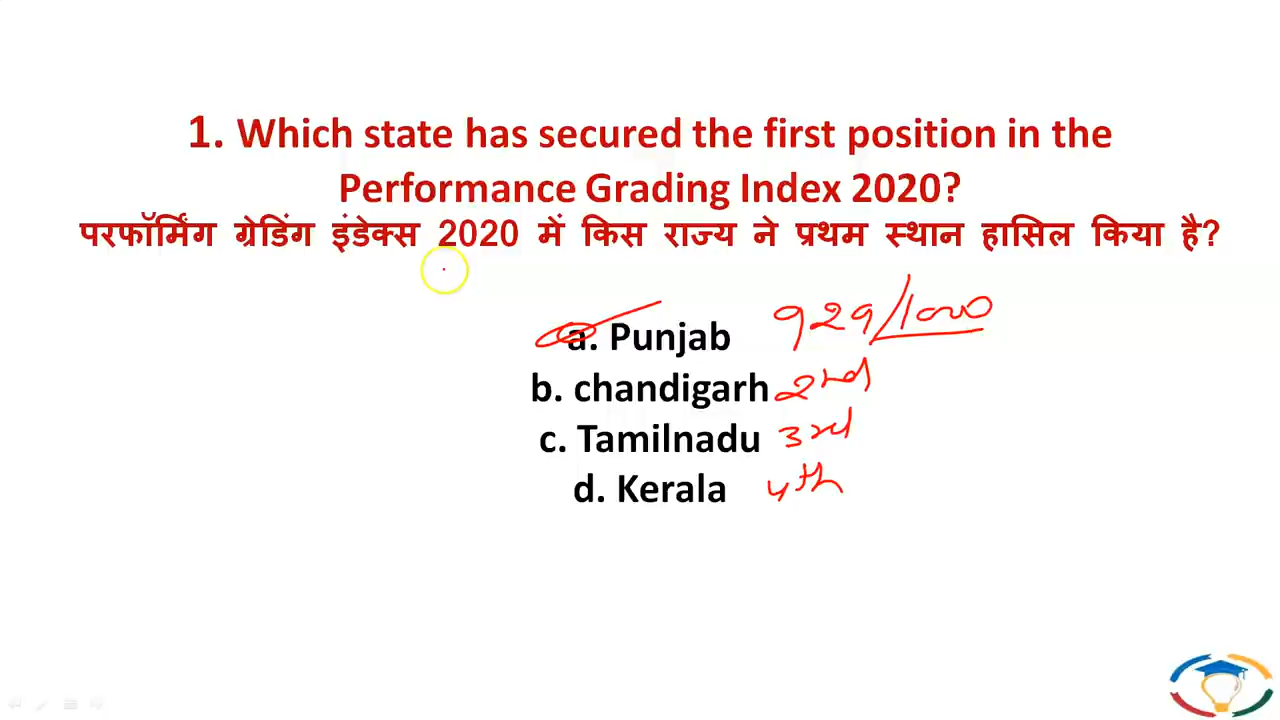 1. Which state has secured the first position in the
Performance Grading Index 2020?
परफॉर्मिंग ग्रेडिंग इंडेक्स 2020 में किस राज्य ने प्रथम स्थान हासिल किया है?
a. Punjab 929/1000
b. chandigarh 2nd
c. Tamilnadu 3rd
d. Kerala 4th